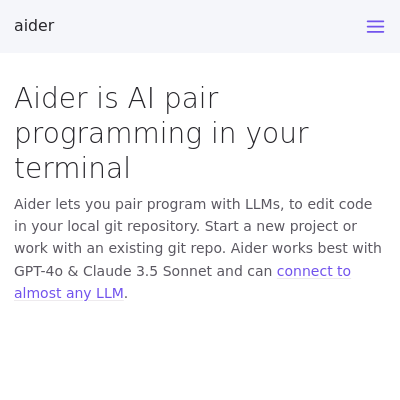 aider
Aider is AI pair
programming in your
terminal
Aider lets you pair program with LLMs, to edit code
in your local git repository. Start a new project or
work with an existing git repo. Aider works best with
GPT-4o & Claude 3.5 Sonnet and can connect to
almost any LLM.